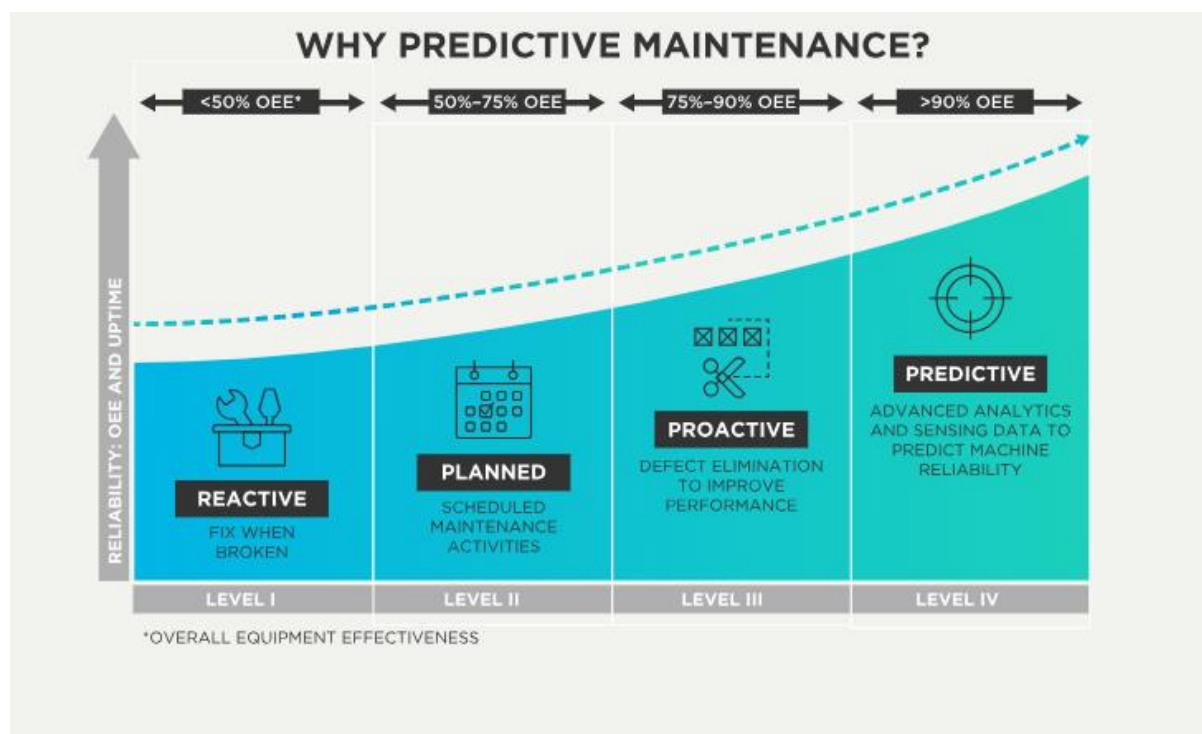 WHY PREDICTIVE MAINTENANCE?
<50% OEE*
50%–75% OEE
75%–90% OEE
>90% OEE
RELIABILITY: OEE AND UPTIME
REACTIVE
FIX WHEN
BROKEN
PLANNED
SCHEDULED
MAINTENANCE
ACTIVITIES
PROACTIVE
DEFECT ELIMINATION
TO IMPROVE
PERFORMANCE
PREDICTIVE
ADVANCED ANALYTICS
AND SENSING DATA TO
PREDICT MACHINE
RELIABILITY
LEVEL I
LEVEL II
LEVEL III
LEVEL IV
*OVERALL EQUIPMENT EFFECTIVENESS